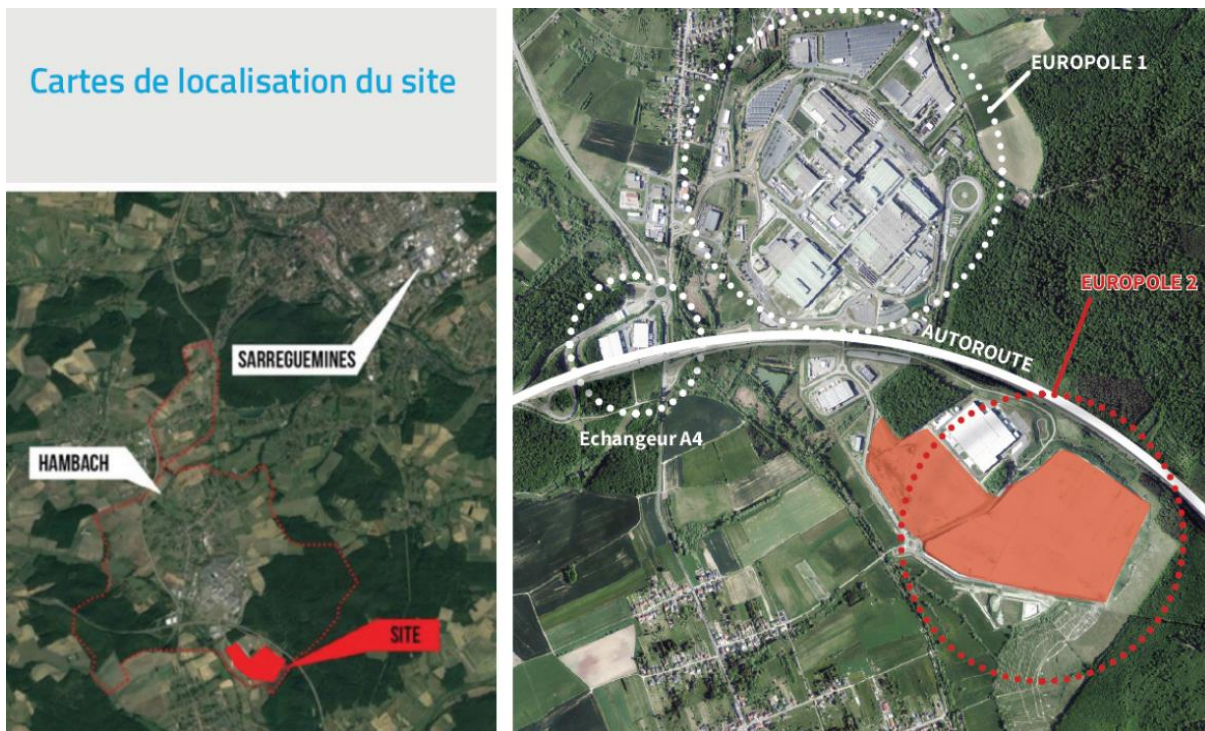 Cartes de localisation du site
SARREGUEMINES
HAMBACH
SITE
EUROPOLE 1
EUROPOLE 2
AUTOROUTE
Echangeur A4